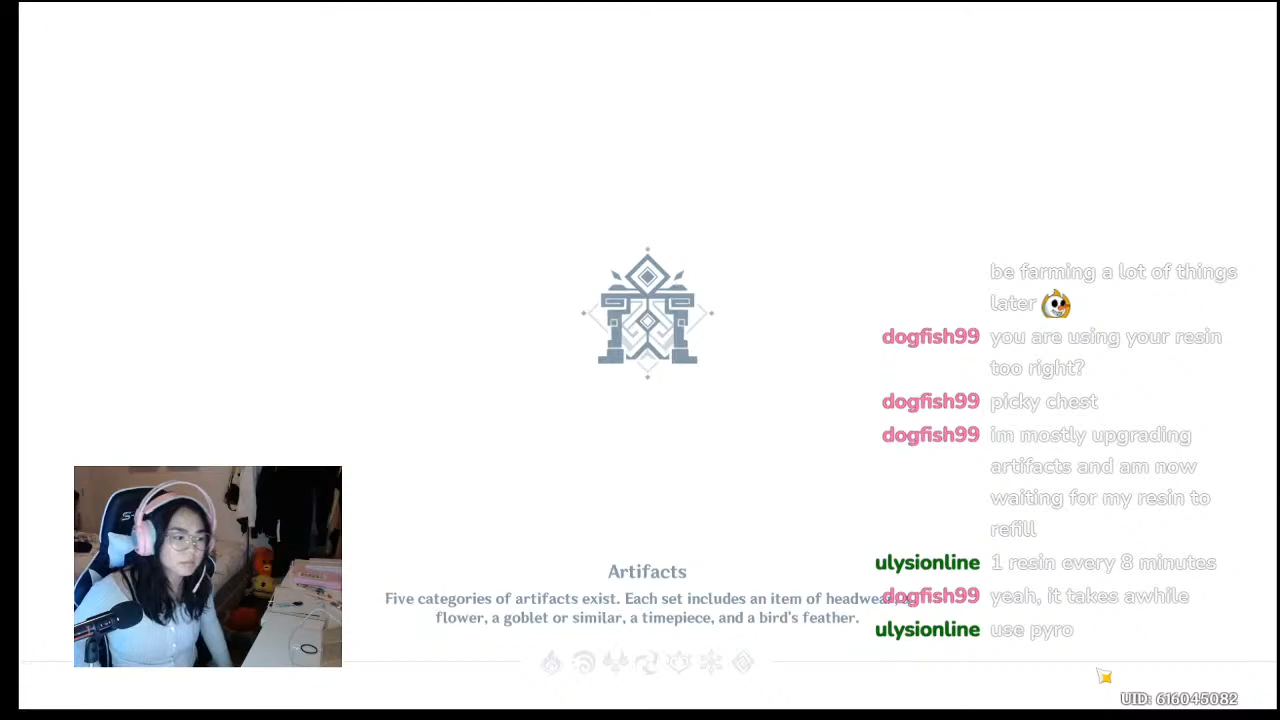 be farming a lot of things
later
dogfish99 you are using your resin
too right?
dogfish99 picky chest
dogfish99 im mostly upgrading
artifacts and am now
waiting for my resin to
refill
ulysionline 1 resin every 8 minutes
dogfish99 yeah, it takes awhile
ulysionline use pyro
Artifacts
Five categories of artifacts exist. Each set includes an item of headwear,
flower, a goblet or similar, a timepiece, and a bird's feather.
UID: 616045082